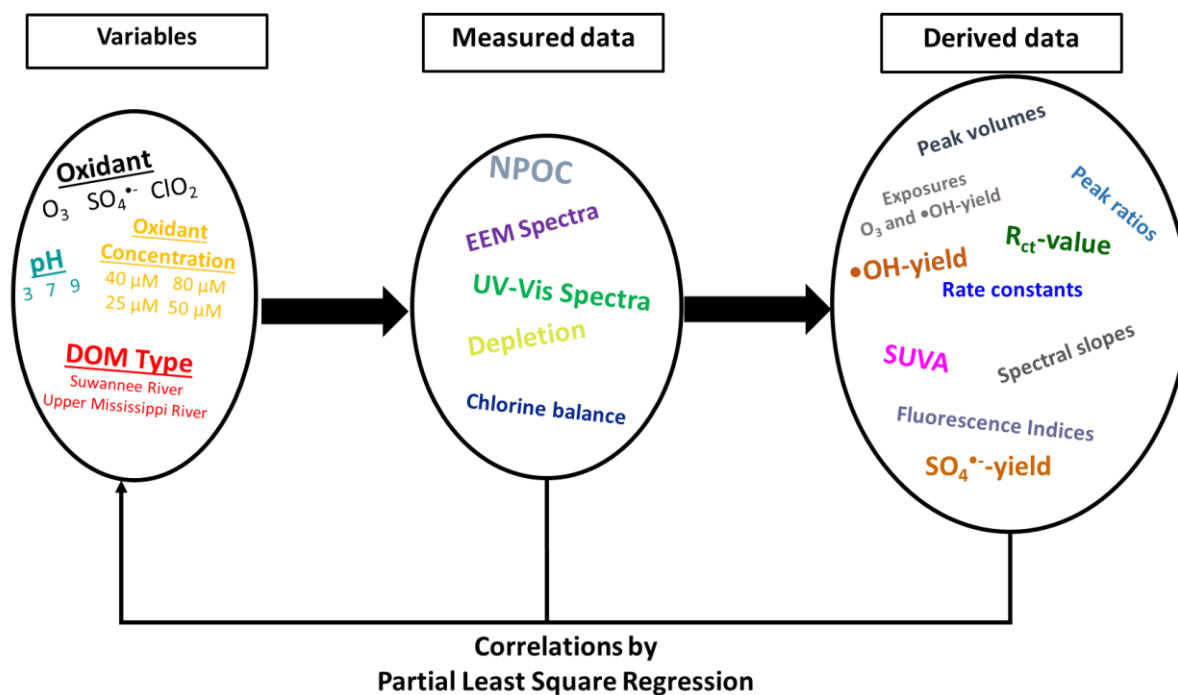 Variables
Measured data
Derived data
Oxidant
O₃ SO₄•- ClO₂
pH
3 7 9
Oxidant
Concentration
40 µM 80 µM
25 µM 50 µM
DOM Type
Suwannee River
Upper Mississippi River
NPOC
EEM Spectra
UV-Vis Spectra
Depletion
Chlorine balance
Peak volumes
Peak ratios
Exposures
O₃ and •OH-yield
R꜀ₜ-value
•OH-yield
Rate constants
SUVA
Spectral slopes
Fluorescence Indices
SO₄•--yield
Correlations by
Partial Least Square Regression